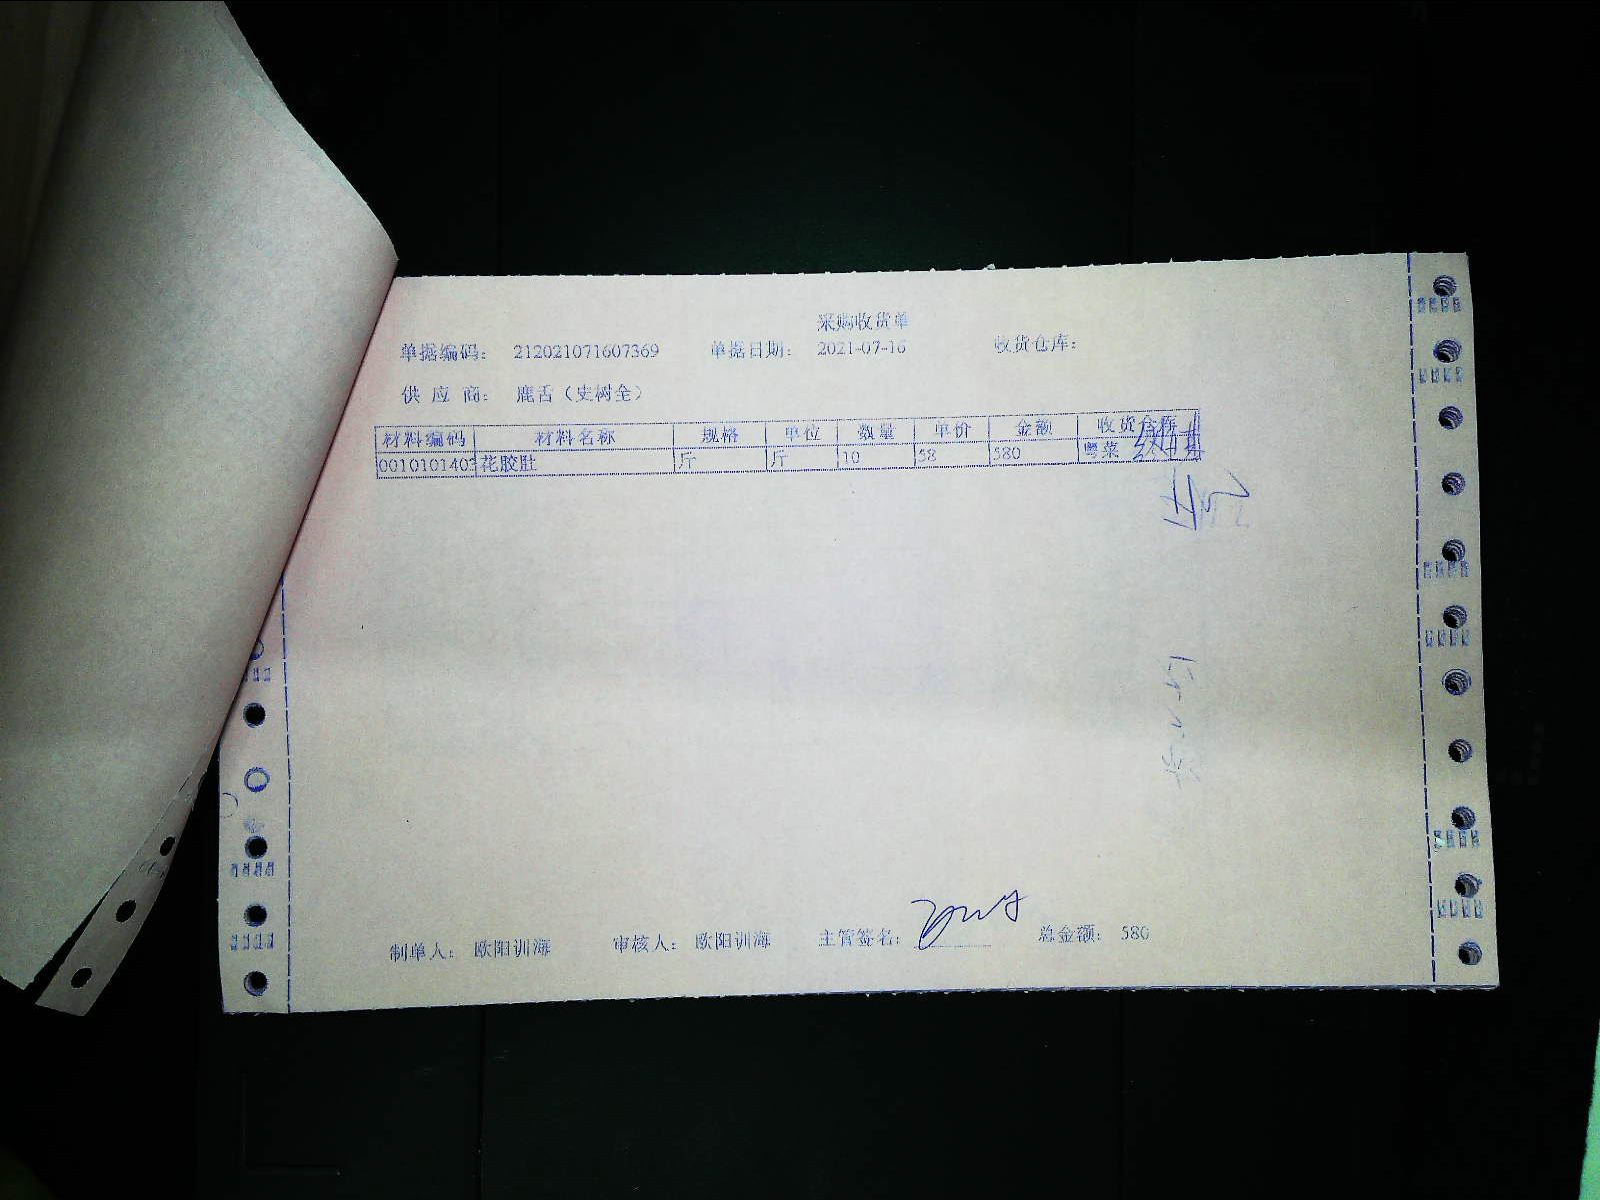 采购收货单
单据编码： 212021071607369 单据日期： 2021-07-16 收货仓库：
供 应 商： 鹿舌（史树全）
材料编码 材料名称 规格 单位 数量 单价 金额 收货仓称
0010101403 花胶肚 斤 斤 10 58 580 粤菜
制单人： 欧阳训海 审核人： 欧阳训海 主管签名： 总金额： 580